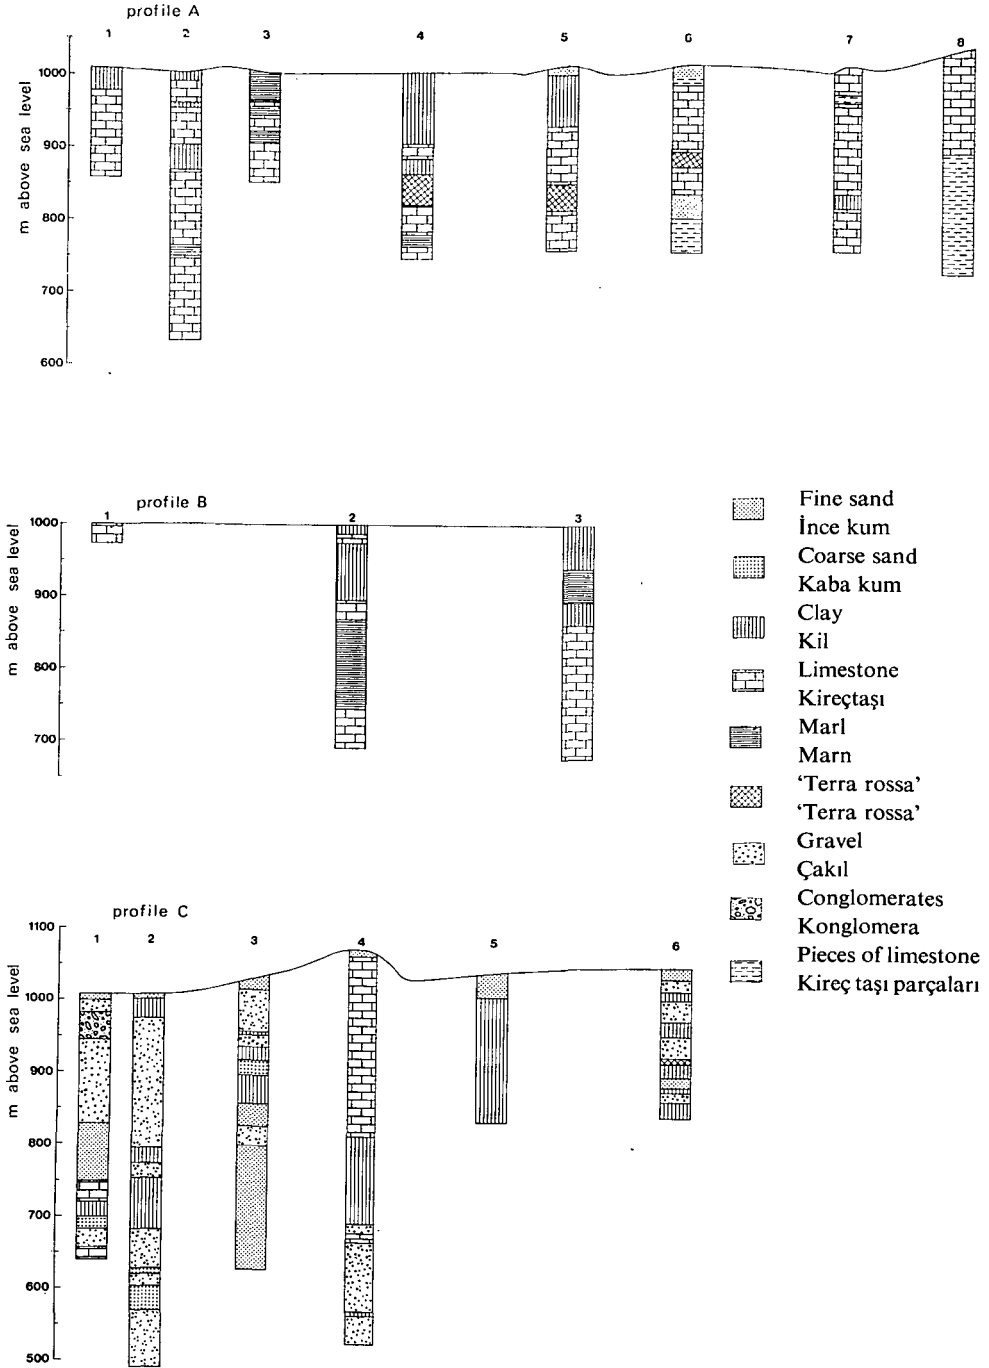 profile A
1 2 3 4 5 6 7 8
1000
900
800
700
600
m above sea level
profile B
1 2 3
1000
900
800
700
m above sea level
Fine sand
İnce kum
Coarse sand
Kaba kum
Clay
Kil
Limestone
Kireçtaşı
Marl
Marn
‘Terra rossa’
‘Terra rossa’
Gravel
Çakıl
Conglomerates
Konglomera
Pieces of limestone
Kireç taşı parçaları
profile C
1 2 3 4 5 6
1100
1000
900
800
700
600
500
m above sea level